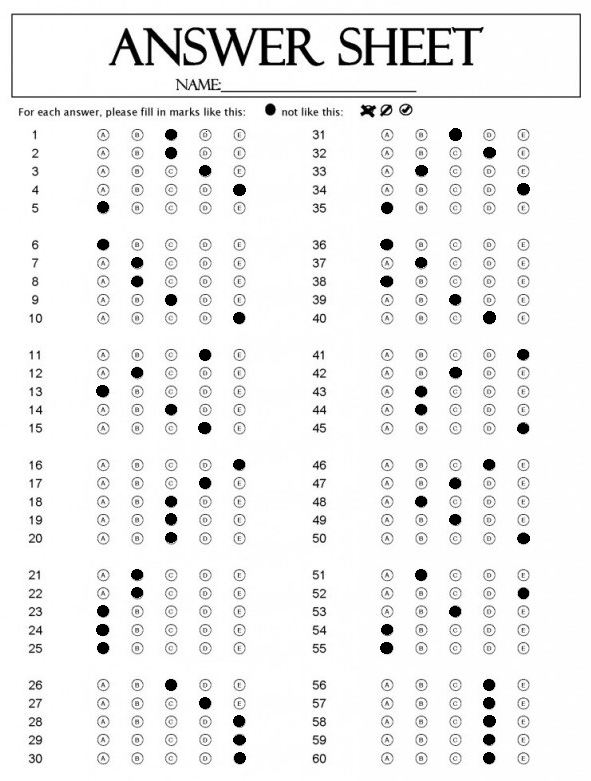 ANSWER SHEET
NAME:
For each answer, please fill in marks like this: not like this:
1 A B D E
2 A B D E
3 A B C E
4 A B C D
5 B C D E
6 B C D E
7 A C D E
8 A C D E
9 A B D E
10 A B C D
11 A B C E
12 A C D E
13 B C D E
14 A B D E
15 A B C E
16 A B C D
17 A B C E
18 A B D E
19 A B D E
20 A B D E
21 A C D E
22 A C D E
23 B C D E
24 B C D E
25 B C D E
26 A B D E
27 A B C E
28 A B C D
29 A B C D
30 A B C D
31 A B D E
32 A B C E
33 A C D E
34 A B C D
35 B C D E
36 B C D E
37 A C D E
38 B C D E
39 A B D E
40 A B C E
41 A B C D
42 A B D E
43 A C D E
44 A C D E
45 A B C D
46 A B C E
47 A B D E
48 A C D E
49 A B D E
50 A B C D
51 A C D E
52 A B C D
53 A B D E
54 B C D E
55 B C D E
56 A B C E
57 A B C E
58 A B C E
59 A B C E
60 A B C E